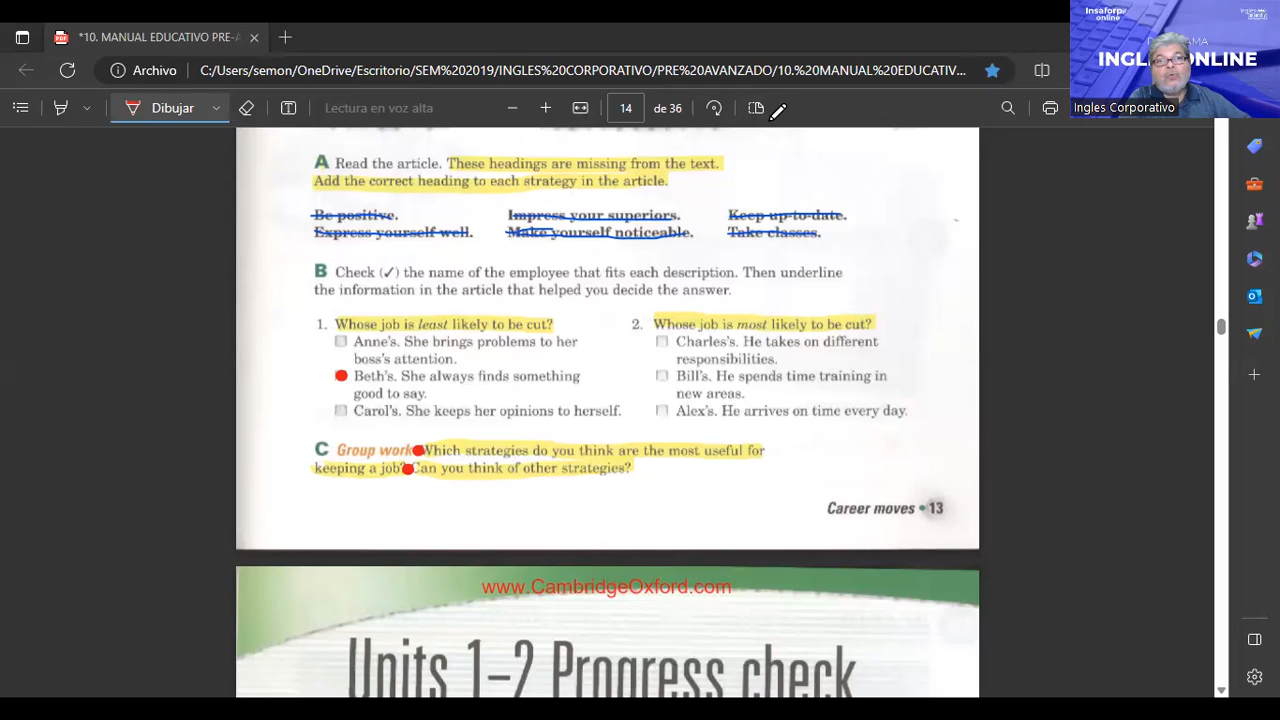 *10. MANUAL EDUCATIVO PRE-A
Archivo
C:/Users/semon/OneDrive/Escritorio/SEM%2039/INGLES%20CORPORATIVO/PRE%20AVANZADO/10.%20MANUAL%20EDUCATIV...
Insaforp
online
INGL ONLINE
Ingles Corporativo
Dibujar
Lectura en voz alta
14
de 36
A Read the article. These headings are missing from the text.
Add the correct heading to each strategy in the article.
Be positive. Impress your superiors. Keep up-to-date.
Express yourself well. Make yourself noticeable. Take classes.
B Check (✓) the name of the employee that fits each description. Then underline
the information in the article that helped you decide the answer.
1. Whose job is least likely to be cut?
Anne's. She brings problems to her
boss's attention.
Beth's. She always finds something
good to say.
Carol's. She keeps her opinions to herself.
2. Whose job is most likely to be cut?
Charles's. He takes on different
responsibilities.
Bill's. He spends time training in
new areas.
Alex's. He arrives on time every day.
C Group work Which strategies do you think are the most useful for
keeping a job? Can you think of other strategies?
Career moves • 13
www.CambridgeOxford.com
Units 1–2 Progress check